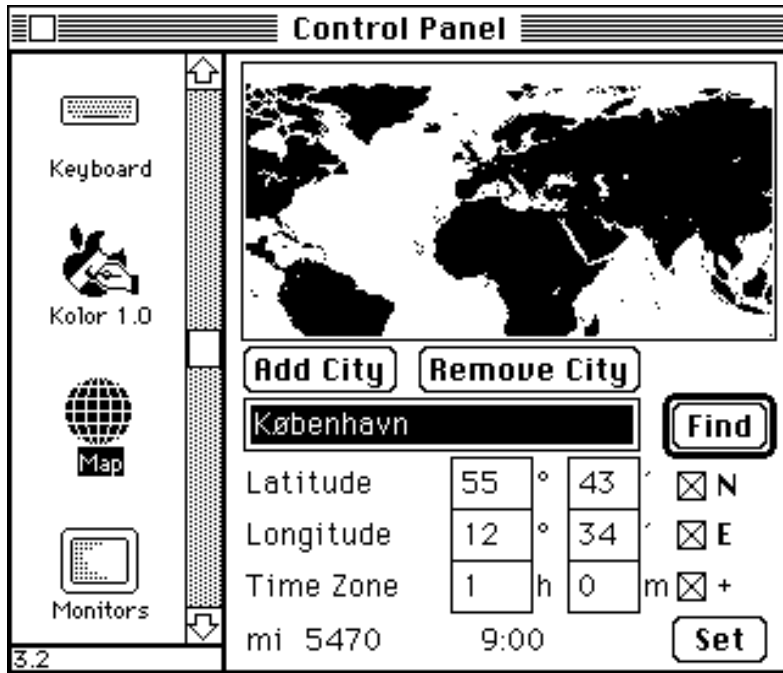 Control Panel
Keyboard
Kolor 1.0
Map
Monitors
3.2
Add City Remove City
København Find
Latitude 55 ° 43 ´ N
Longitude 12 ° 34 ´ E
Time Zone 1 h 0 m +
mi 5470 9:00 Set